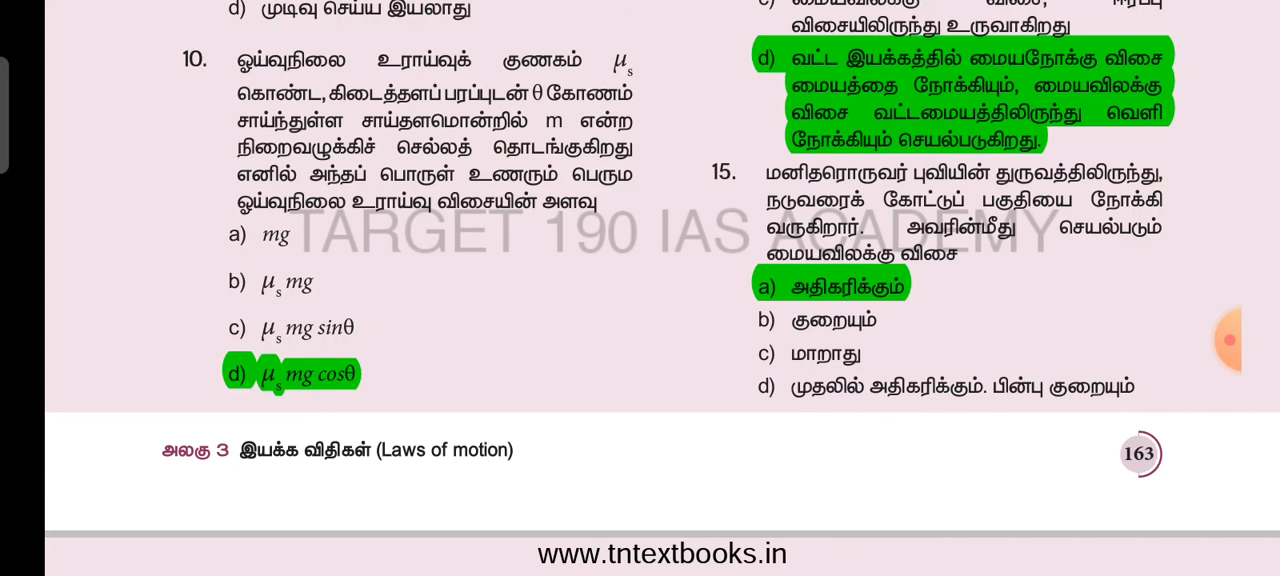 d) முடிவு செய்ய இயலாது
10. ஓய்வுநிலை உராய்வுக் குணகம் μs
கொண்ட, கிடைத்தளப் பரப்புடன் θ கோணம்
சாய்ந்துள்ள சாய்தளமொன்றில் m என்ற
நிறைவழுக்கிச் செல்லத் தொடங்குகிறது
எனில் அந்தப் பொருள் உணரும் பெரும
ஓய்வுநிலை உராய்வு விசையின் அளவு
a) mg
b) μs mg
c) μs mg sinθ
d) μs mg cosθ
விசையிலிருந்து உருவாகிறது
d) வட்ட இயக்கத்தில் மையநோக்கு விசை
மையத்தை நோக்கியும், மையவிலக்கு
விசை வட்டமையத்திலிருந்து வெளி
நோக்கியும் செயல்படுகிறது.
15. மனிதரொருவர் புவியின் துருவத்திலிருந்து,
நடுவரைக் கோட்டுப் பகுதியை நோக்கி
வருகிறார். அவரின்மீது செயல்படும்
மையவிலக்கு விசை
a) அதிகரிக்கும்
b) குறையும்
c) மாறாது
d) முதலில் அதிகரிக்கும். பின்பு குறையும்
TARGET 190 IAS ACADEMY
அலகு 3 இயக்க விதிகள் (Laws of motion)
163
www.tntextbooks.in